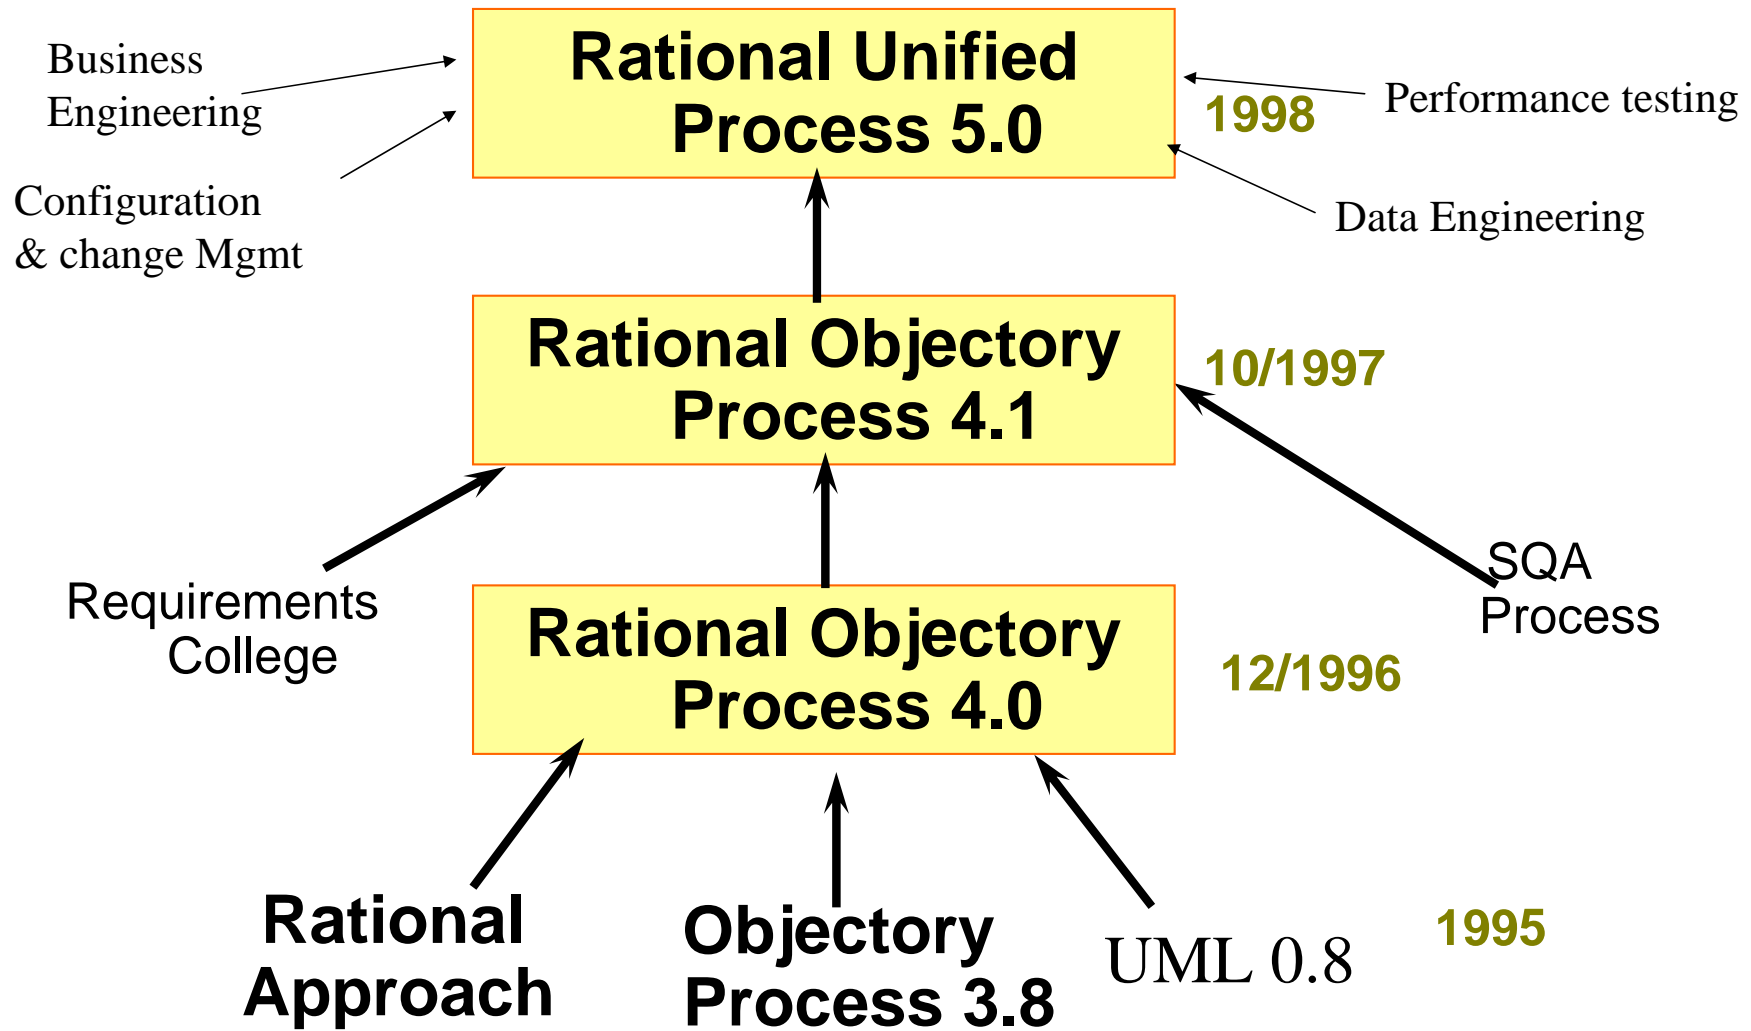 Business
Engineering
Rational Unified
Process 5.0
1998
Performance testing
Configuration
& change Mgmt
Data Engineering
Rational Objectory
Process 4.1
10/1997
Requirements
College
SQA
Process
Rational Objectory
Process 4.0
12/1996
Rational
Approach
Objectory
Process 3.8
UML 0.8
1995